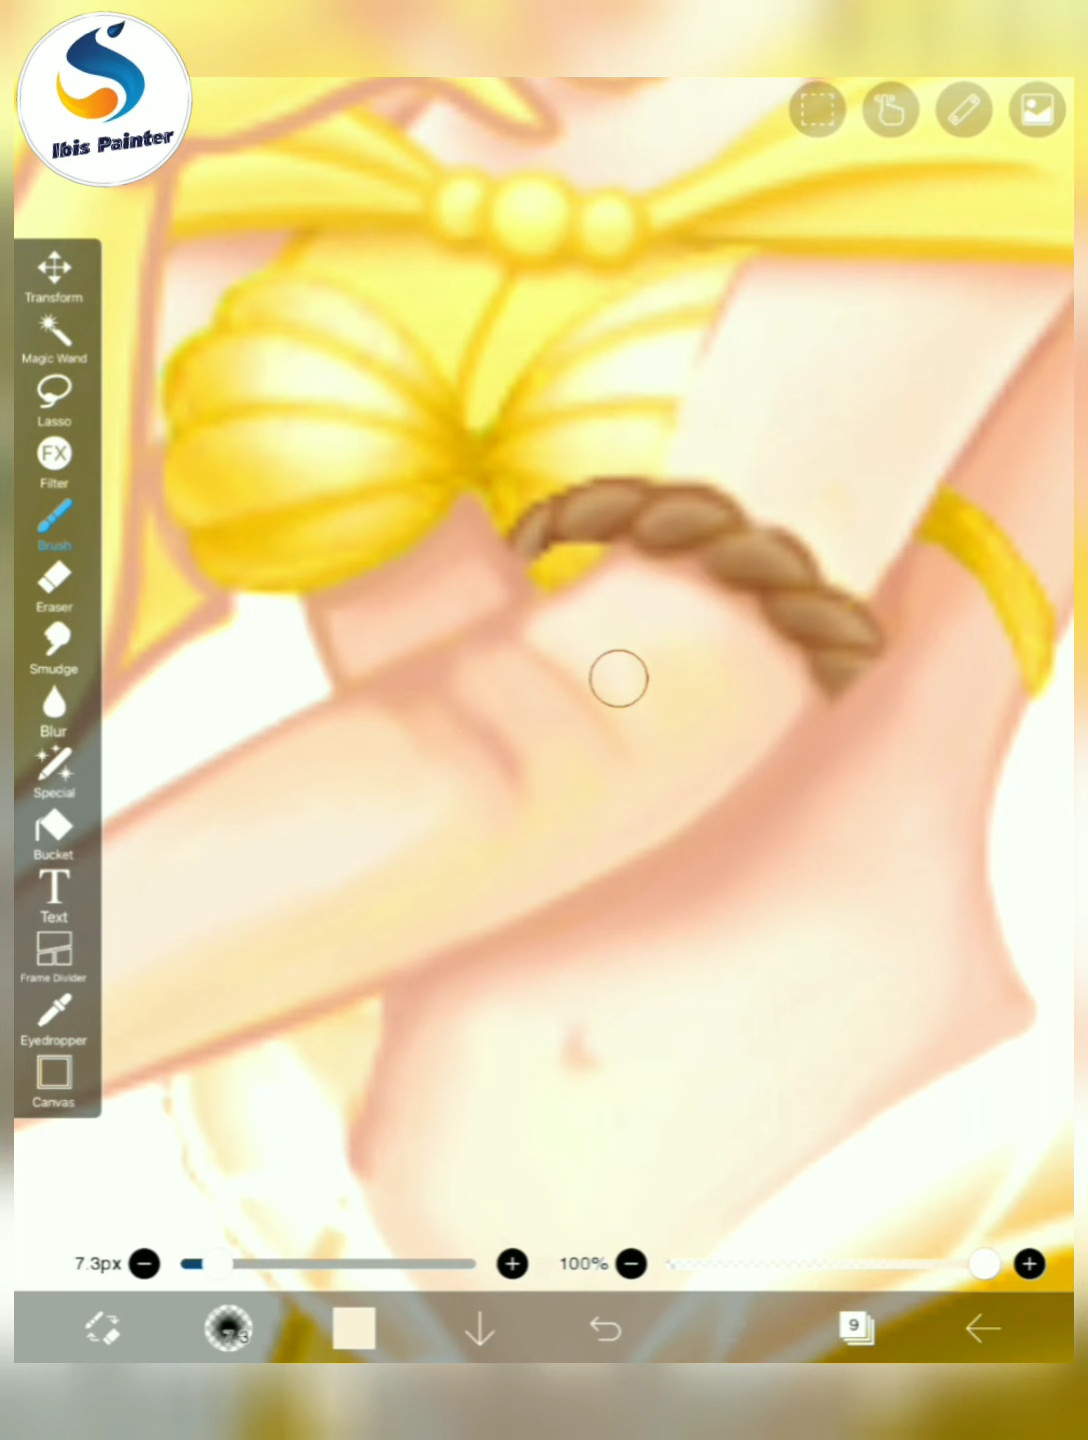 Ibis Painter
Transform
Magic Wand
Lasso
FX
Filter
Brush
Eraser
Smudge
Blur
Special
Bucket
T
Text
Frame Divider
Eyedropper
Canvas
7.3px
100%
9